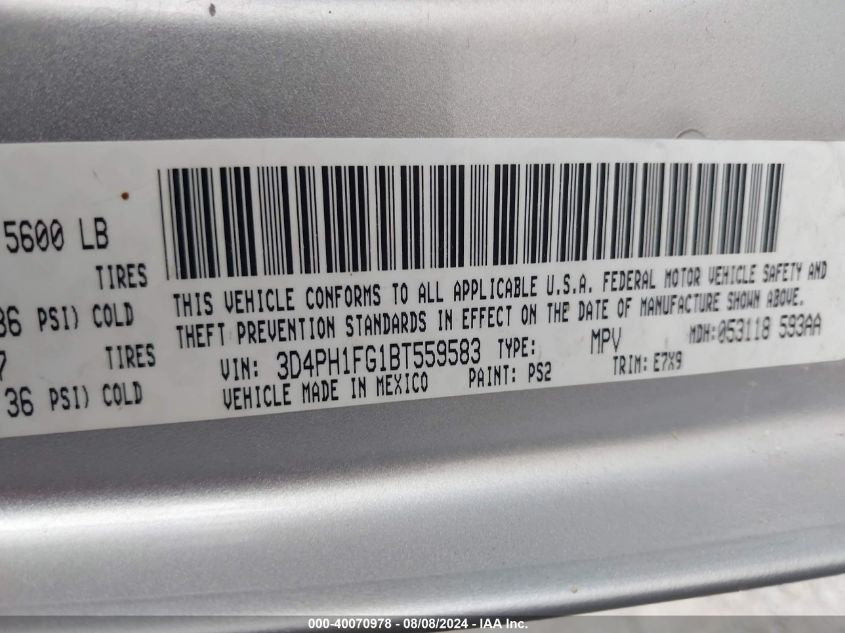 5600 LB
TIRES
36 PSI) COLD
7 TIRES
36 PSI) COLD
THIS VEHICLE CONFORMS TO ALL APPLICABLE U.S.A. FEDERAL MOTOR VEHICLE SAFETY AND
THEFT PREVENTION STANDARDS IN EFFECT ON THE DATE OF MANUFACTURE SHOWN ABOVE.
VIN: 3D4PH1FG1BT559583 TYPE: MPV MDH: 053118 593AA
VEHICLE MADE IN MEXICO PAINT: PS2 TRIM: E7X9
000-40070978 - 08/08/2024 - IAA Inc.